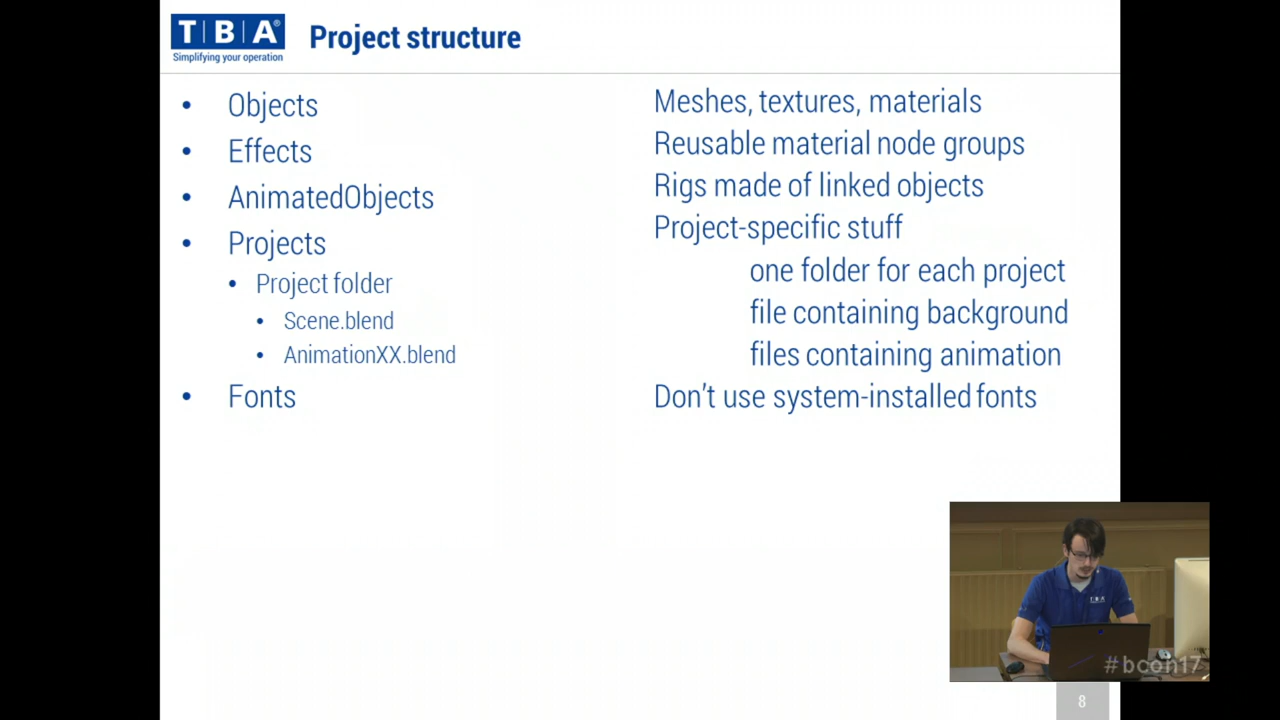 T|B|A®
Simplifying your operation
Project structure
• Objects
• Effects
• AnimatedObjects
• Projects
• Project folder
• Scene.blend
• AnimationXX.blend
• Fonts
Meshes, textures, materials
Reusable material node groups
Rigs made of linked objects
Project-specific stuff
one folder for each project
file containing background
files containing animation
Don't use system-installed fonts
TBA
#bcon17
8